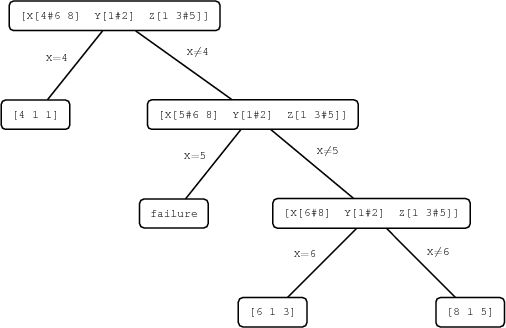 [X[4#6 8] Y[1#2] Z[1 3#5]]
X=4
X≠4
[4 1 1]
[X[5#6 8] Y[1#2] Z[1 3#5]]
X=5
X≠5
failure
[X[6#8] Y[1#2] Z[1 3#5]]
X=6
X≠6
[6 1 3]
[8 1 5]